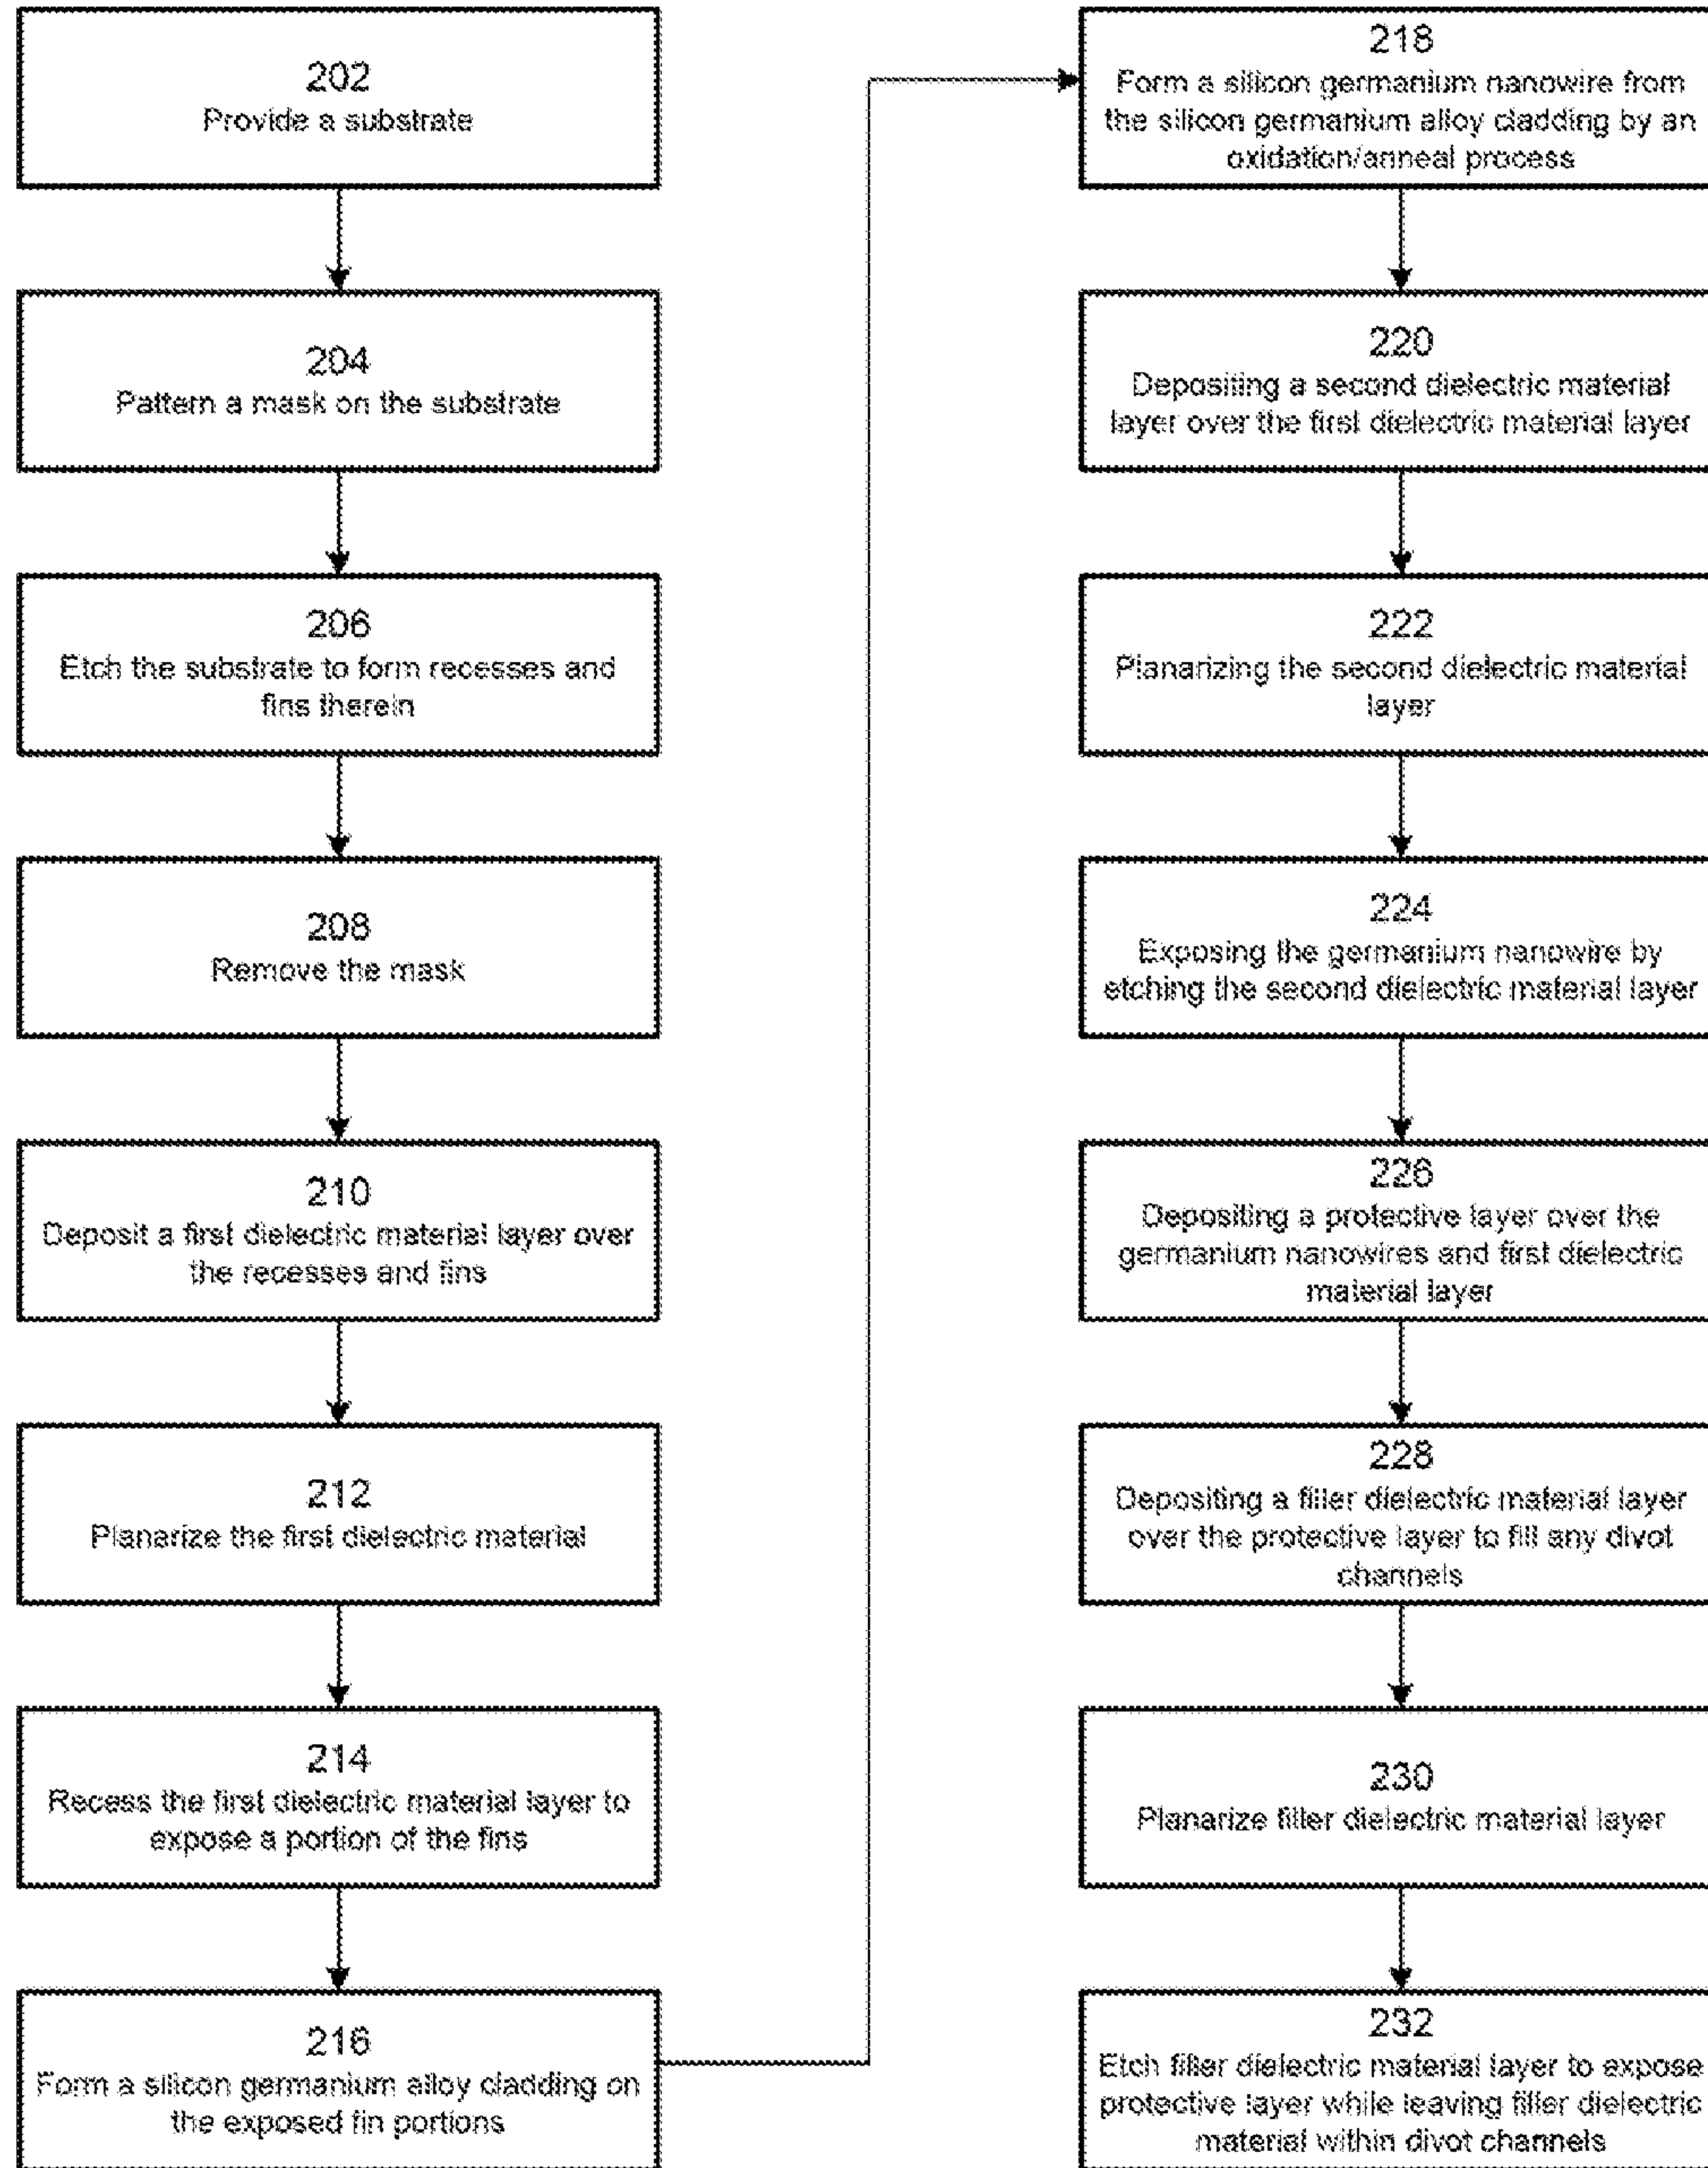 202
Provide a substrate
204
Pattern a mask on the substrate
206
Etch the substrate to form recesses and
fins therein
208
Remove the mask
210
Deposit a first dielectric material layer over
the recesses and fins
212
Planarize the first dielectric material
214
Recess the first dielectric material layer to
expose a portion of the fins
216
Form a silicon germanium alloy cladding on
the exposed fin portions
218
Form a silicon germanium nanowire from
the silicon germanium alloy cladding by an
oxidation/anneal process
220
Depositing a second dielectric material
layer over the first dielectric material layer
222
Planarizing the second dielectric material
layer
224
Exposing the germanium nanowire by
etching the second dielectric material layer
226
Depositing a protective layer over the
germanium nanowires and first dielectric
material layer
228
Depositing a filler dielectric material layer
over the protective layer to fill any divot
channels
230
Planarize filler dielectric material layer
232
Etch filler dielectric material layer to expose
protective layer while leaving filler dielectric
material within divot channels